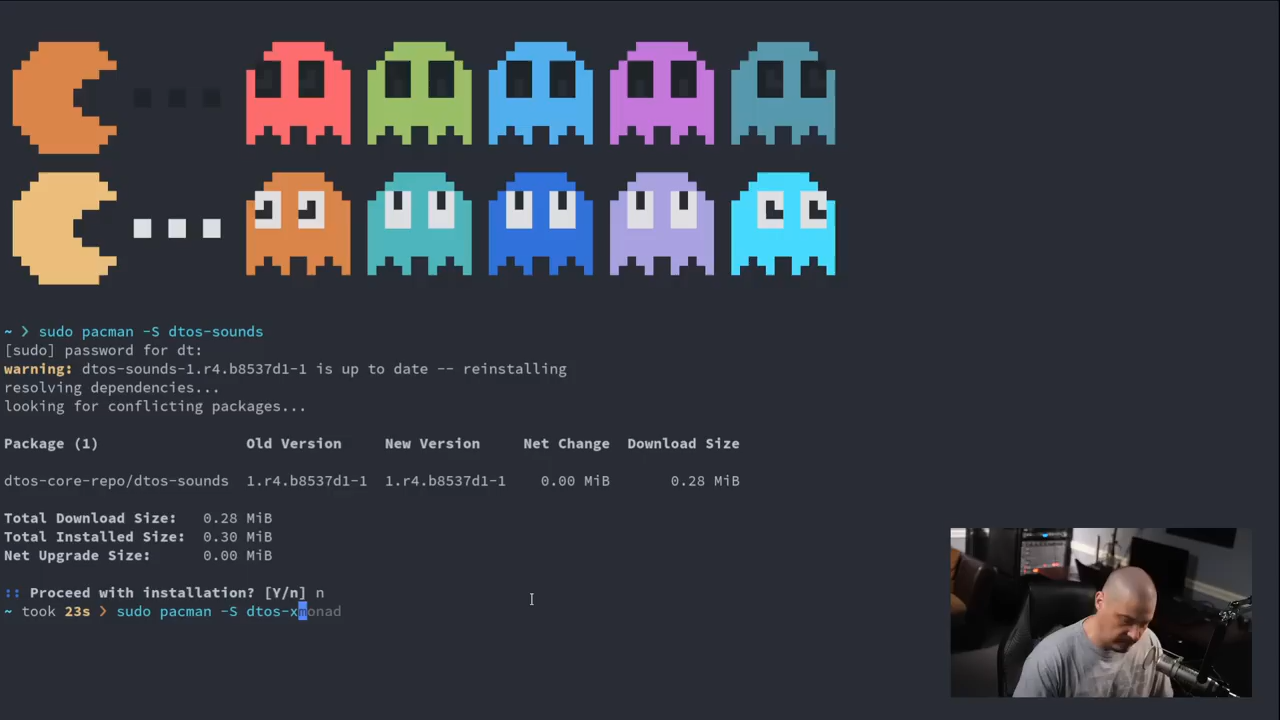 ~ > sudo pacman -S dtos-sounds
[sudo] password for dt:
warning: dtos-sounds-1.r4.b8537d1-1 is up to date -- reinstalling
resolving dependencies...
looking for conflicting packages...
Package (1) Old Version New Version Net Change Download Size
dtos-core-repo/dtos-sounds 1.r4.b8537d1-1 1.r4.b8537d1-1 0.00 MiB 0.28 MiB
Total Download Size: 0.28 MiB
Total Installed Size: 0.30 MiB
Net Upgrade Size: 0.00 MiB
:: Proceed with installation? [Y/n] n
~ took 23s > sudo pacman -S dtos-xmonad